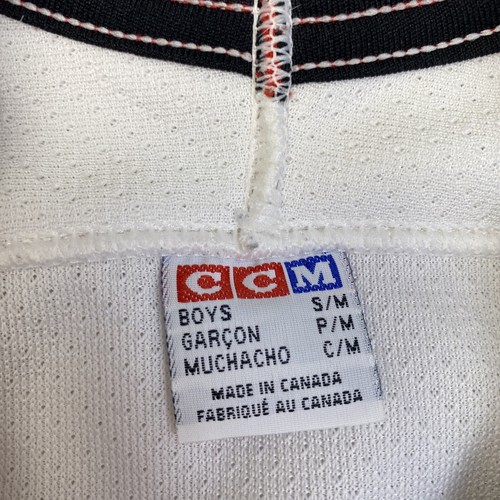 CCM
BOYS S/M
GARÇON P/M
MUCHACHO C/M
MADE IN CANADA
FABRIQUÉ AU CANADA